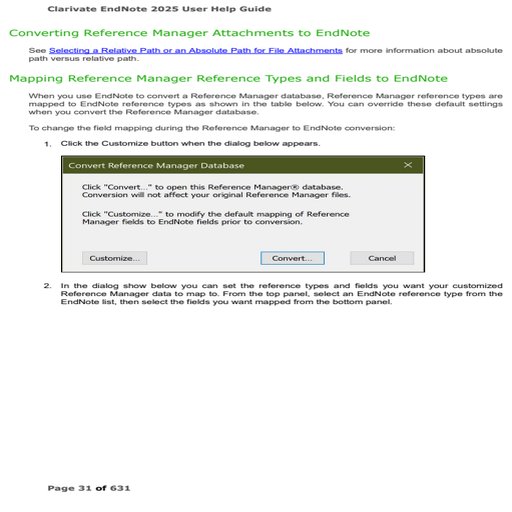 Clarivate EndNote 2025 User Help Guide
Converting Reference Manager Attachments to EndNote
See Selecting a Relative Path or an Absolute Path for File Attachments for more information about absolute
path versus relative path.
Mapping Reference Manager Reference Types and Fields to EndNote
When you use EndNote to convert a Reference Manager database, Reference Manager reference types are
mapped to EndNote reference types as shown in the table below. You can override these default settings
when you convert the Reference Manager database.
To change the field mapping during the Reference Manager to EndNote conversion:
1. Click the Customize button when the dialog below appears.
Convert Reference Manager Database
Click "Convert..." to open this Reference Manager® database.
Conversion will not affect your original Reference Manager files.
Click "Customize..." to modify the default mapping of Reference
Manager fields to EndNote fields prior to conversion.
Customize... Convert... Cancel
2. In the dialog show below you can set the reference types and fields you want your customized
Reference Manager data to map to. From the top panel, select an EndNote reference type from the
EndNote list, then select the fields you want mapped from the bottom panel.
Page 31 of 631